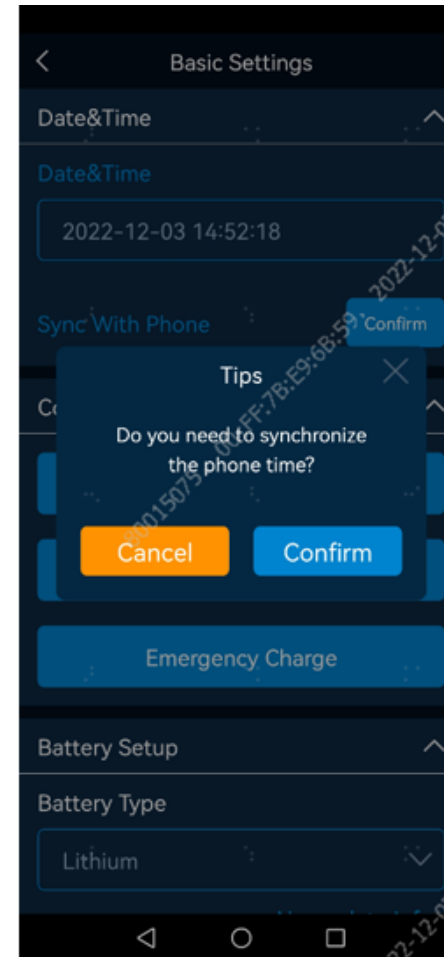 Basic Settings
Date&Time
Date&Time
2022-12-03 14:52:18
Sync With Phone
Confirm
Tips
Do you need to synchronize
the phone time?
Cancel
Confirm
Emergency Charge
Battery Setup
Battery Type
Lithium